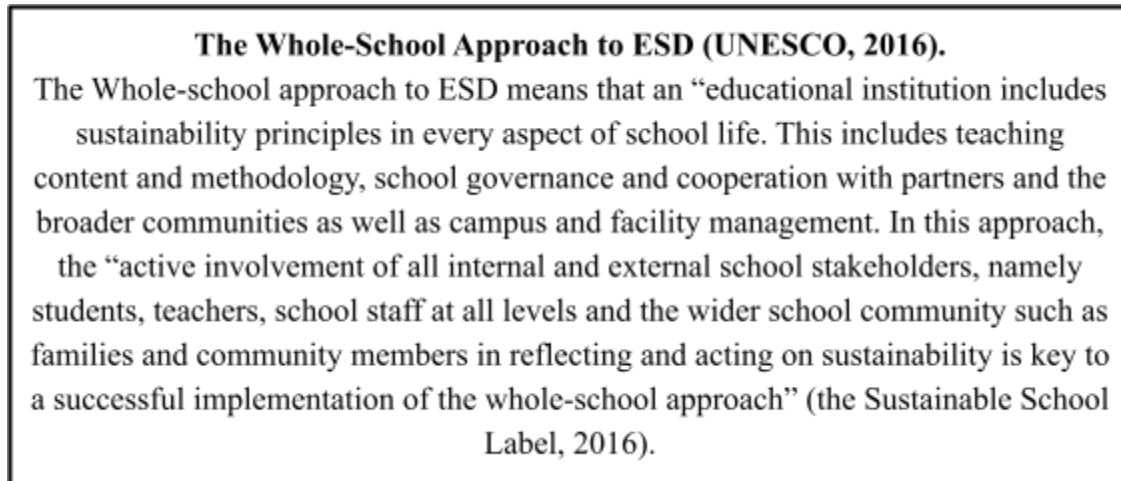 The Whole-School Approach to ESD (UNESCO, 2016).
The Whole-school approach to ESD means that an “educational institution includes
sustainability principles in every aspect of school life. This includes teaching
content and methodology, school governance and cooperation with partners and the
broader communities as well as campus and facility management. In this approach,
the “active involvement of all internal and external school stakeholders, namely
students, teachers, school staff at all levels and the wider school community such as
families and community members in reflecting and acting on sustainability is key to
a successful implementation of the whole-school approach” (the Sustainable School
Label, 2016).